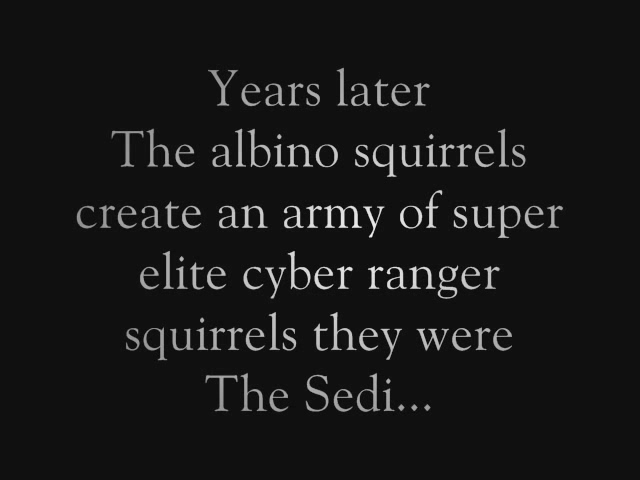 Years later
The albino squirrels
create an army of super
elite cyber ranger
squirrels they were
The Sedi...